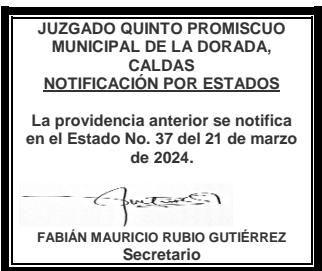 JUZGADO QUINTO PROMISCUO
MUNICIPAL DE LA DORADA,
CALDAS
NOTIFICACIÓN POR ESTADOS
La providencia anterior se notifica
en el Estado No. 37 del 21 de marzo
de 2024.
FABIÁN MAURICIO RUBIO GUTIÉRREZ
Secretario